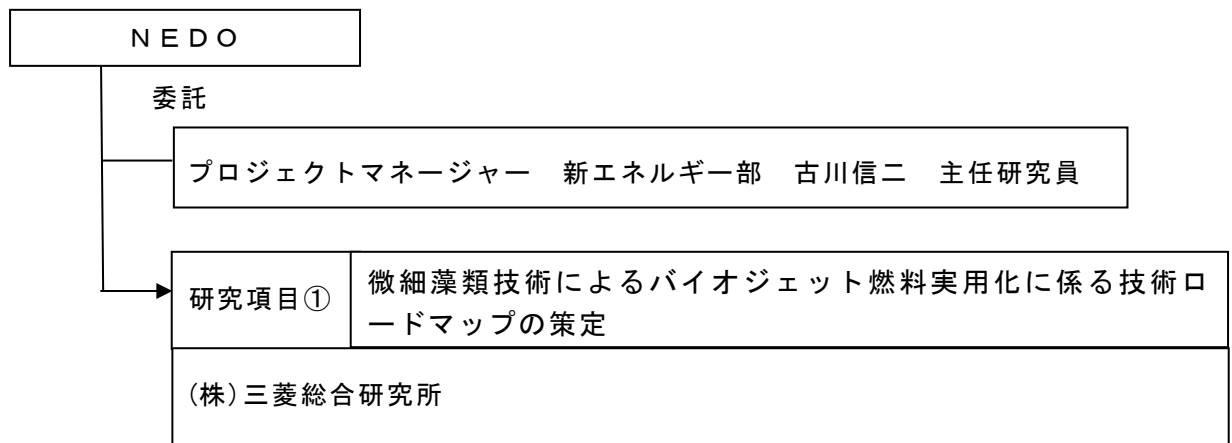 ＮＥＤＯ
委託
プロジェクトマネージャー　新エネルギー部　古川信二　主任研究員
研究項目①
微細藻類技術によるバイオジェット燃料実用化に係る技術ロ
ードマップの策定
(株)三菱総合研究所